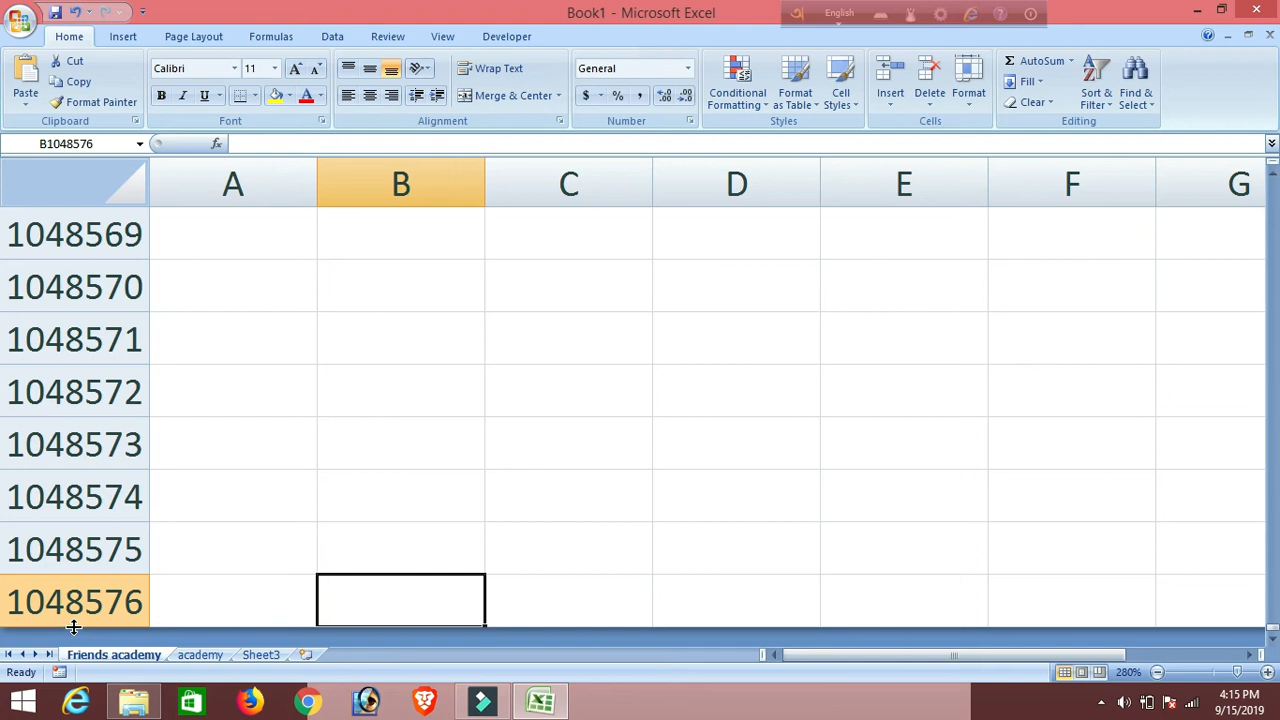 Book1 - Microsoft Excel
English
Home Insert Page Layout Formulas Data Review View Developer
Paste
Cut
Copy
Format Painter
Clipboard
Calibri 11
B I U
Font
Wrap Text
Merge & Center
Alignment
General
$ % ,
Number
Conditional Formatting
Format as Table
Cell Styles
Styles
Insert
Delete
Format
Cells
Σ AutoSum
Fill
Clear
Sort & Filter
Find & Select
Editing
B1048576 fx
A B C D E F G
1048569
1048570
1048571
1048572
1048573
1048574
1048575
1048576
Friends academy academy Sheet3
Ready 280%
4:15 PM
9/15/2019